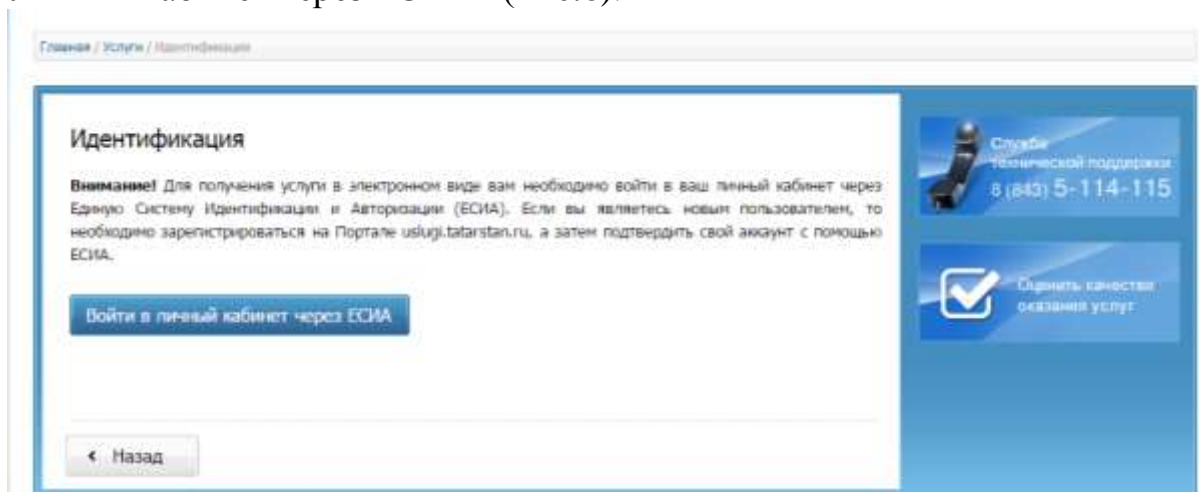 Главная / Услуги / Идентификация
Идентификация
Внимание! Для получения услуги в электронном виде вам необходимо войти в ваш личный кабинет через
Единую Систему Идентификации и Авторизации (ЕСИА). Если вы являетесь новым пользователем, то
необходимо зарегистрироваться на Портале uslugi.tatarstan.ru, а затем подтвердить свой аккаунт с помощью
ЕСИА.
Войти в личный кабинет через ЕСИА
Назад
Служба
технической поддержки
8 (843) 5-114-115
Оценить качество
оказания услуг